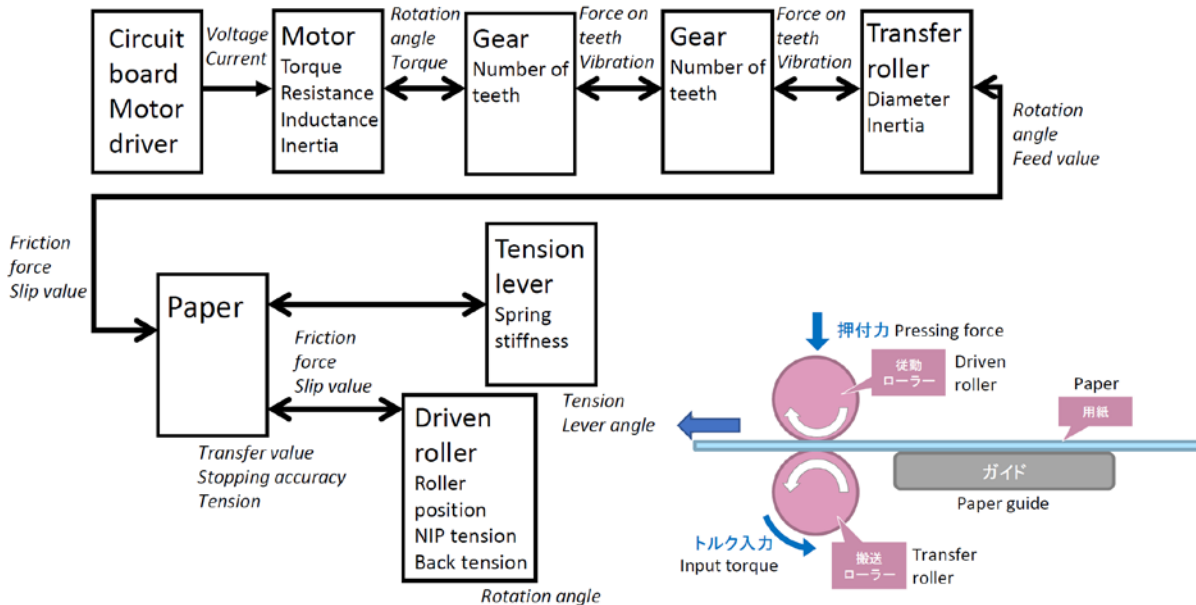 Circuit
board
Motor
driver
Voltage
Current
Motor
Torque
Resistance
Inductance
Inertia
Rotation
angle
Torque
Gear
Number of
teeth
Force on
teeth
Vibration
Gear
Number of
teeth
Force on
teeth
Vibration
Transfer
roller
Diameter
Inertia
Rotation
angle
Feed value
Friction
force
Slip value
Paper
Transfer value
Stopping accuracy
Tension
Friction
force
Slip value
Tension
lever
Spring
stiffness
Tension
Lever angle
Driven
roller
Roller
position
NIP tension
Back tension
Rotation angle
押付力 Pressing force
従動
ローラー
Driven
roller
Paper
用紙
ガイド
Paper guide
トルク入力
Input torque
搬送
ローラー
Transfer
roller